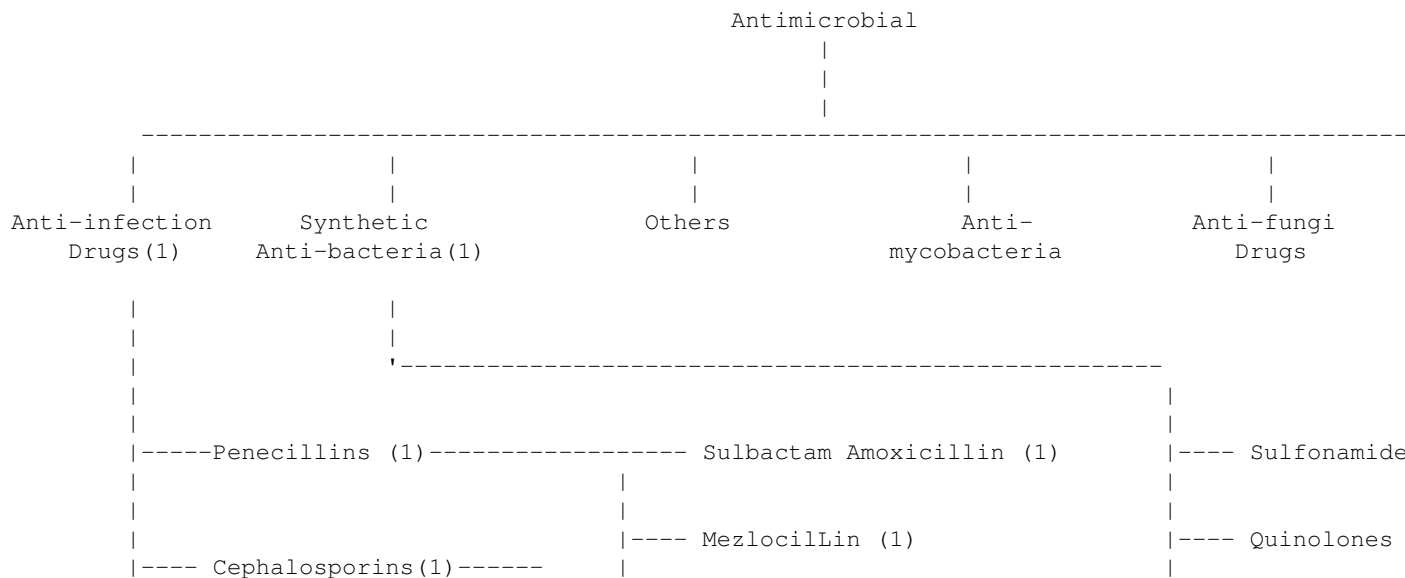 Antimicrobial
Anti-infection Synthetic Others Anti- Anti-fungi
Drugs(1) Anti-bacteria(1) mycobacteria Drugs
Penecillins (1) Sulbactam Amoxicillin (1) Sulfonamide
MezlocilLin (1) Quinolones
Cephalosporins(1)